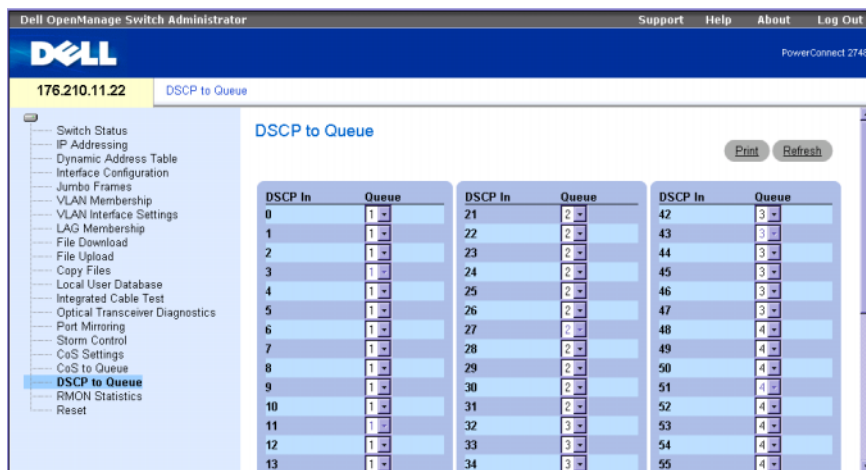 Dell OpenManage Switch Administrator
Support Help About Log Out
DELL
PowerConnect 2748
176.210.11.22
DSCP to Queue
Switch Status
IP Addressing
Dynamic Address Table
Interface Configuration
Jumbo Frames
VLAN Membership
VLAN Interface Settings
LAG Membership
File Download
File Upload
Copy Files
Local User Database
Integrated Cable Test
Optical Transceiver Diagnostics
Port Mirroring
Storm Control
CoS Settings
CoS to Queue
DSCP to Queue
RMON Statistics
Reset
DSCP to Queue
Print Refresh
DSCP In Queue DSCP In Queue DSCP In Queue
0 1 21 2 42 3
1 1 22 2 43 3
2 1 23 2 44 3
3 1 24 2 45 3
4 1 25 2 46 3
5 1 26 2 47 3
6 1 27 2 48 4
7 1 28 2 49 4
8 1 29 2 50 4
9 1 30 2 51 4
10 1 31 2 52 4
11 1 32 3 53 4
12 1 33 3 54 4
13 1 34 3 55 4